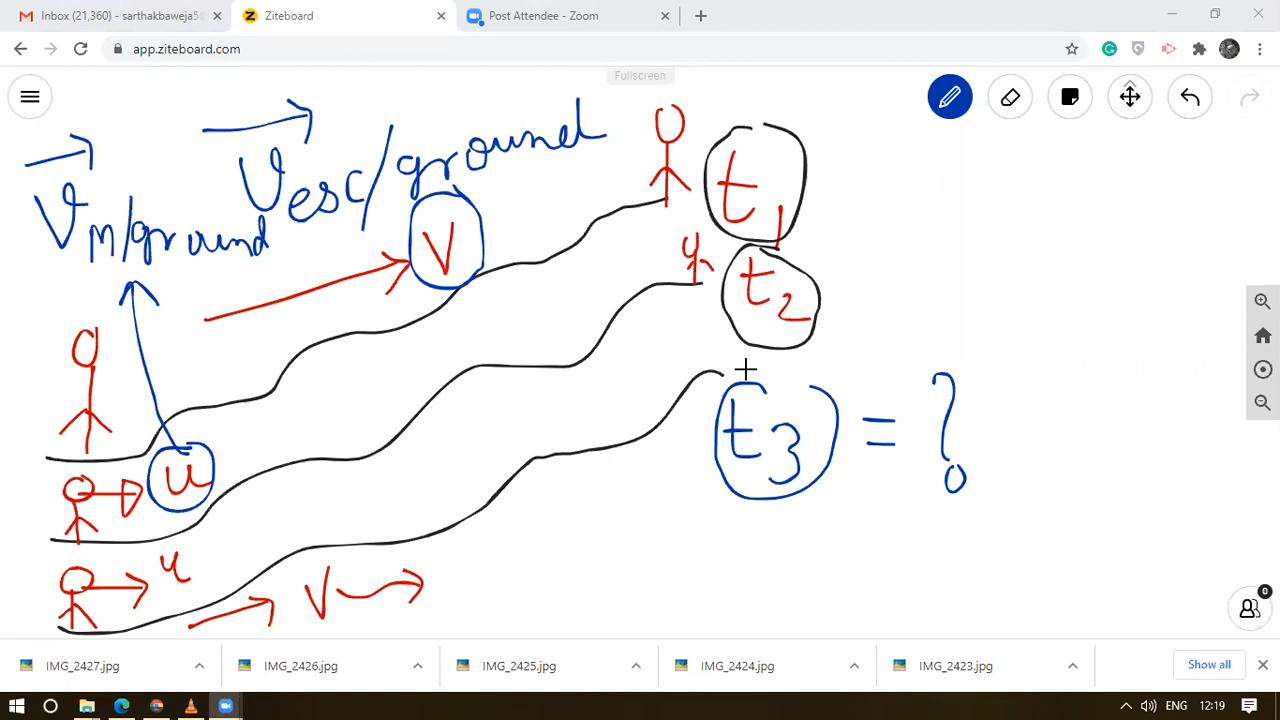 Inbox (21,360) - sarthakbaweja5
Ziteboard
Post Attendee - Zoom
app.ziteboard.com
Fullscreen
V M/ground
V esc/ground
V
t1
t2
u
t3 = ?
u
V
0
IMG_2427.jpg
IMG_2426.jpg
IMG_2425.jpg
IMG_2424.jpg
IMG_2423.jpg
Show all
ENG
12:19